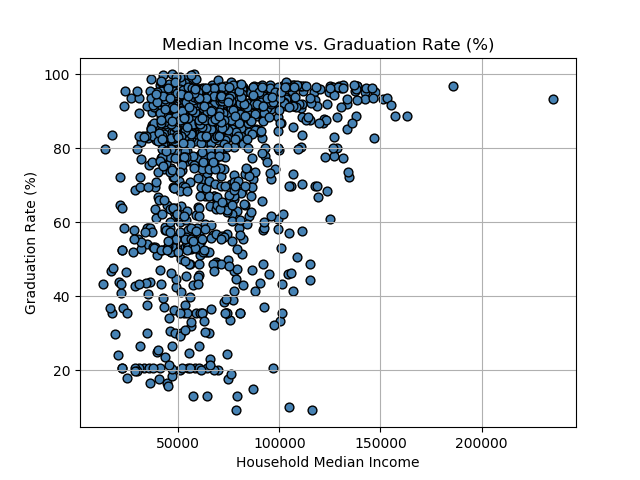 Median Income vs. Graduation Rate (%)
100
80
60
40
20
Graduation Rate (%)
50000 100000 150000 200000
Household Median Income